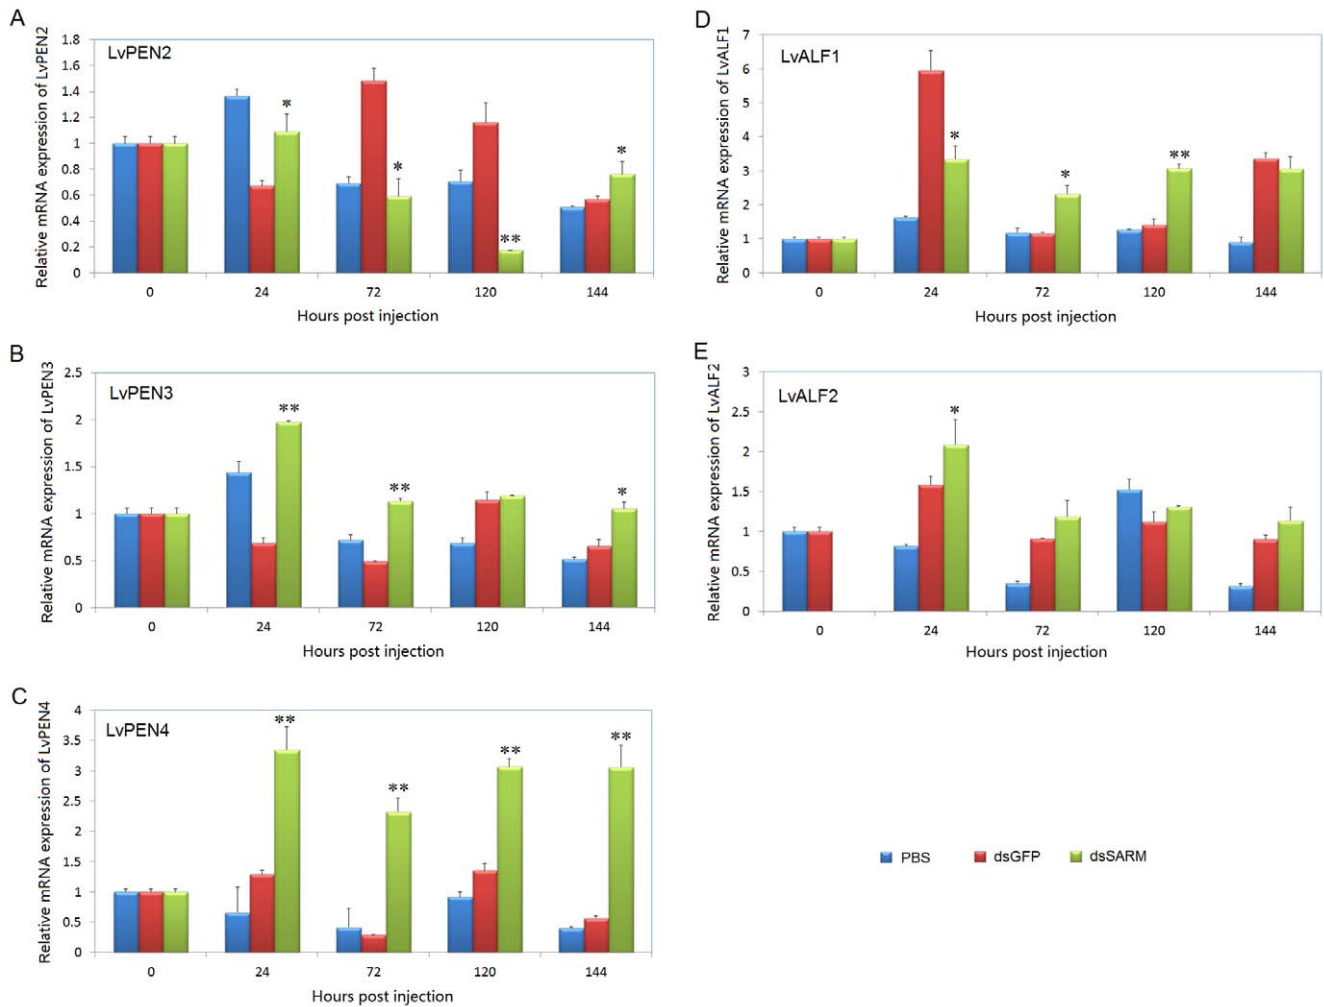 A
Relative mRNA expression of LvPEN2
LvPEN2
1.8
1.6
1.4
1.2
1
0.8
0.6
0.4
0.2
0
*
*
**
*
0 24 72 120 144
Hours post injection
B
Relative mRNA expression of LvPEN3
LvPEN3
2.5
2
1.5
1
0.5
0
**
**
*
0 24 72 120 144
Hours post injection
C
Relative mRNA expression of LvPEN4
LvPEN4
4
3.5
3
2.5
2
1.5
1
0.5
0
**
**
**
**
0 24 72 120 144
Hours post injection
D
Relative mRNA expression of LvALF1
LvALF1
7
6
5
4
3
2
1
0
*
*
**
0 24 72 120 144
Hours post injection
E
Relative mRNA expression of LvALF2
LvALF2
3
2.5
2
1.5
1
0.5
0
*
0 24 72 120 144
Hours post injection
PBS dsGFP dsSARM